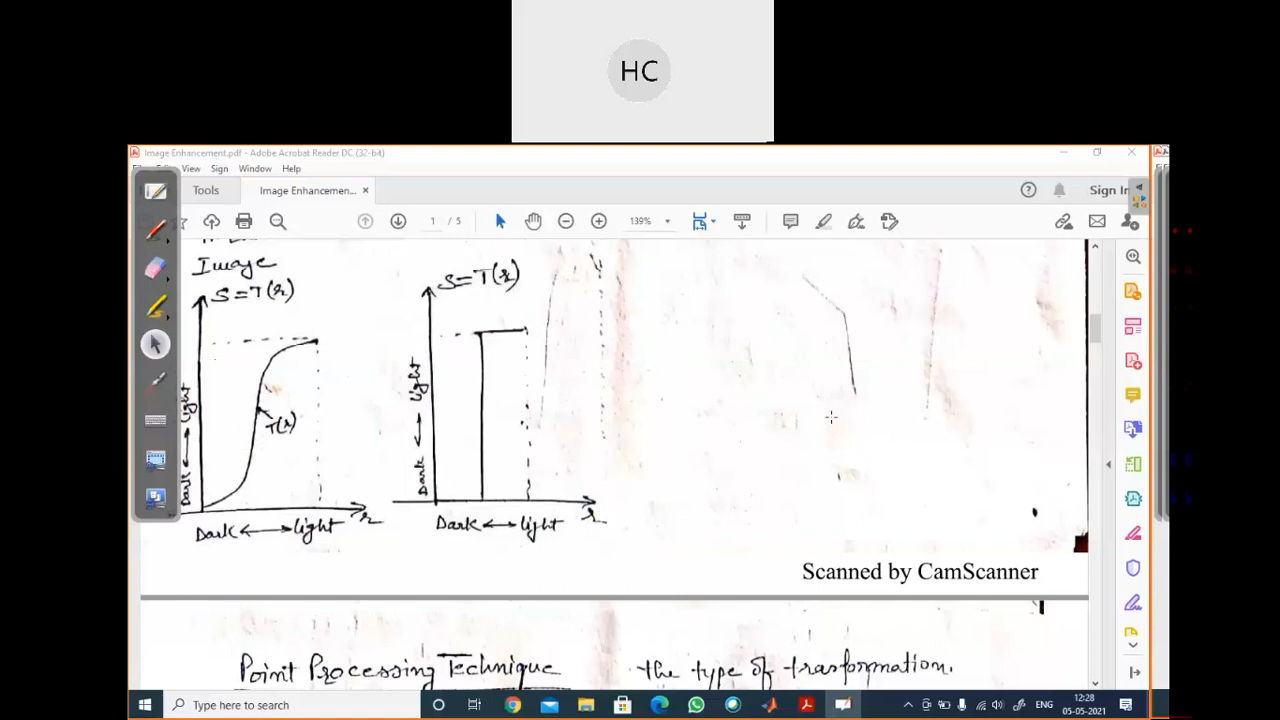 HC
Image Enhancement.pdf - Adobe Acrobat Reader DC (32-bit)
View Sign Window Help
Tools Image Enhancemen... × Sign In
1 / 5 139%
Image
S=T(r)
S=T(r)
T(r)
Dark ⟷ light
Dark ⟷ light
Dark ⟷ light r
Dark ⟷ light r
Scanned by CamScanner
Point Processing Technique the type of trasformation.
Type here to search
ENG
12:28
05-05-2021